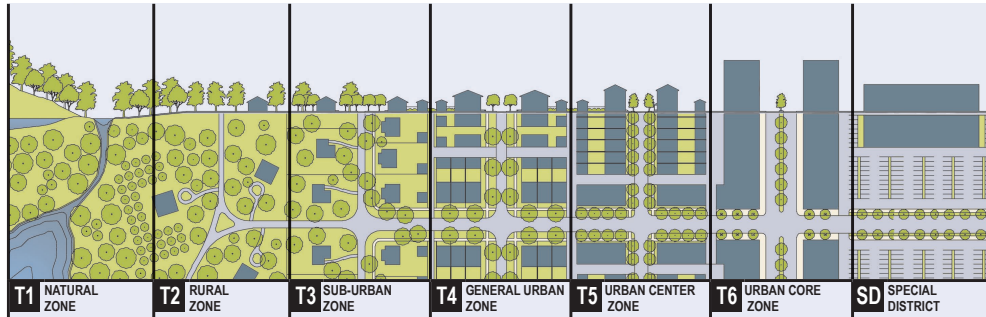 T1 NATURAL
ZONE
T2 RURAL
ZONE
T3 SUB-URBAN
ZONE
T4 GENERAL URBAN
ZONE
T5 URBAN CENTER
ZONE
T6 URBAN CORE
ZONE
SD SPECIAL
DISTRICT